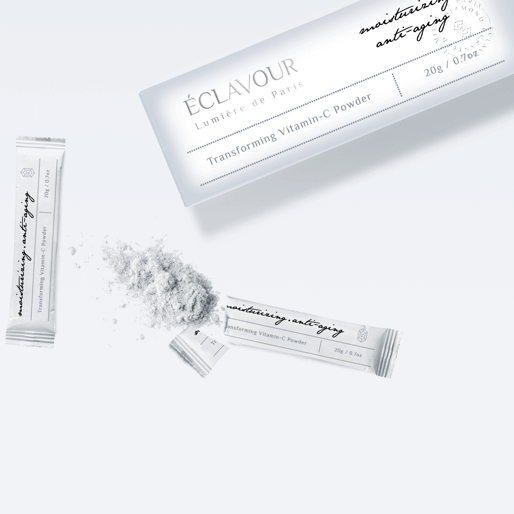 moisturizing
anti-aging
ÉCLAVOUR
Lumière de Paris
20g / 0.7oz
Transforming Vitamin-C Powder
moisturizing . anti-aging
Transforming Vitamin-C Powder
20g / 0.7oz
moisturizing . anti-aging
Transforming Vitamin-C Powder
20g / 0.7oz